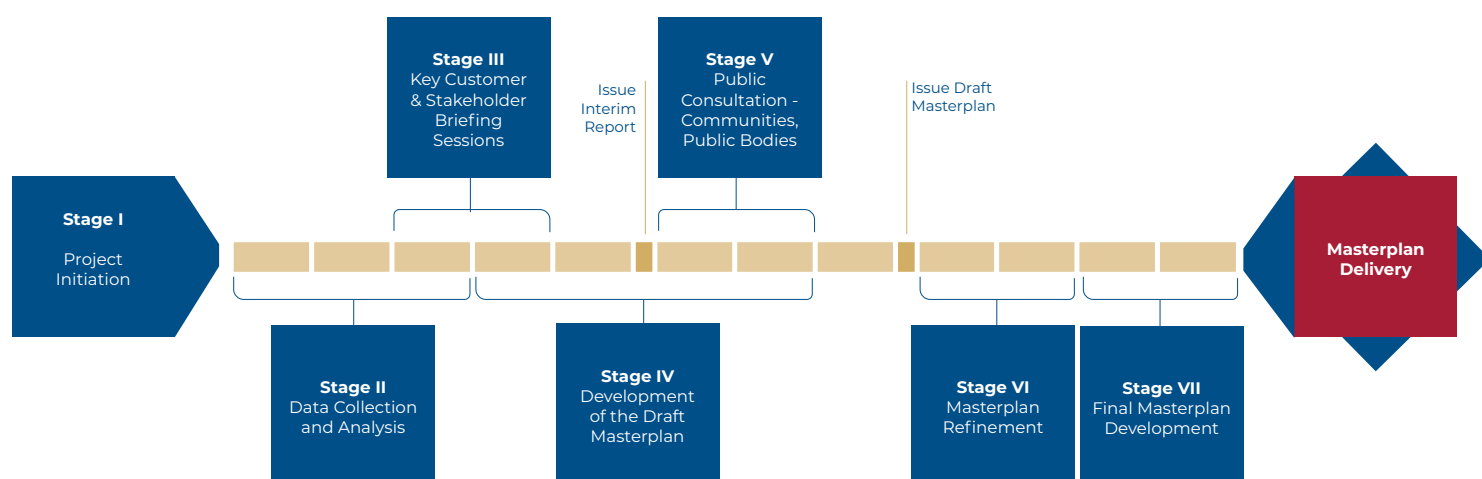 Stage I
Project
Initiation
Stage II
Data Collection
and Analysis
Stage III
Key Customer
& Stakeholder
Briefing
Sessions
Stage IV
Development
of the Draft
Masterplan
Issue
Interim
Report
Stage V
Public
Consultation -
Communities,
Public Bodies
Issue Draft
Masterplan
Stage VI
Masterplan
Refinement
Stage VII
Final Masterplan
Development
Masterplan
Delivery